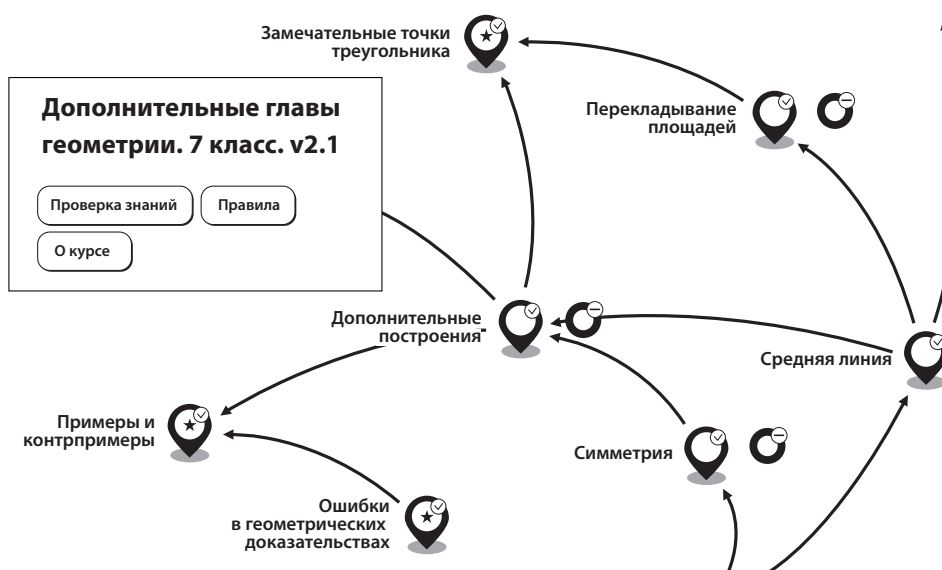 Замечательные точки
треугольника
Дополнительные главы
геометрии. 7 класс. v2.1
Проверка знаний
Правила
О курсе
Перекладывание
площадей
Дополнительные
построения
Средняя линия
Примеры и
контрпримеры
Симметрия
Ошибки
в геометрических
доказательствах